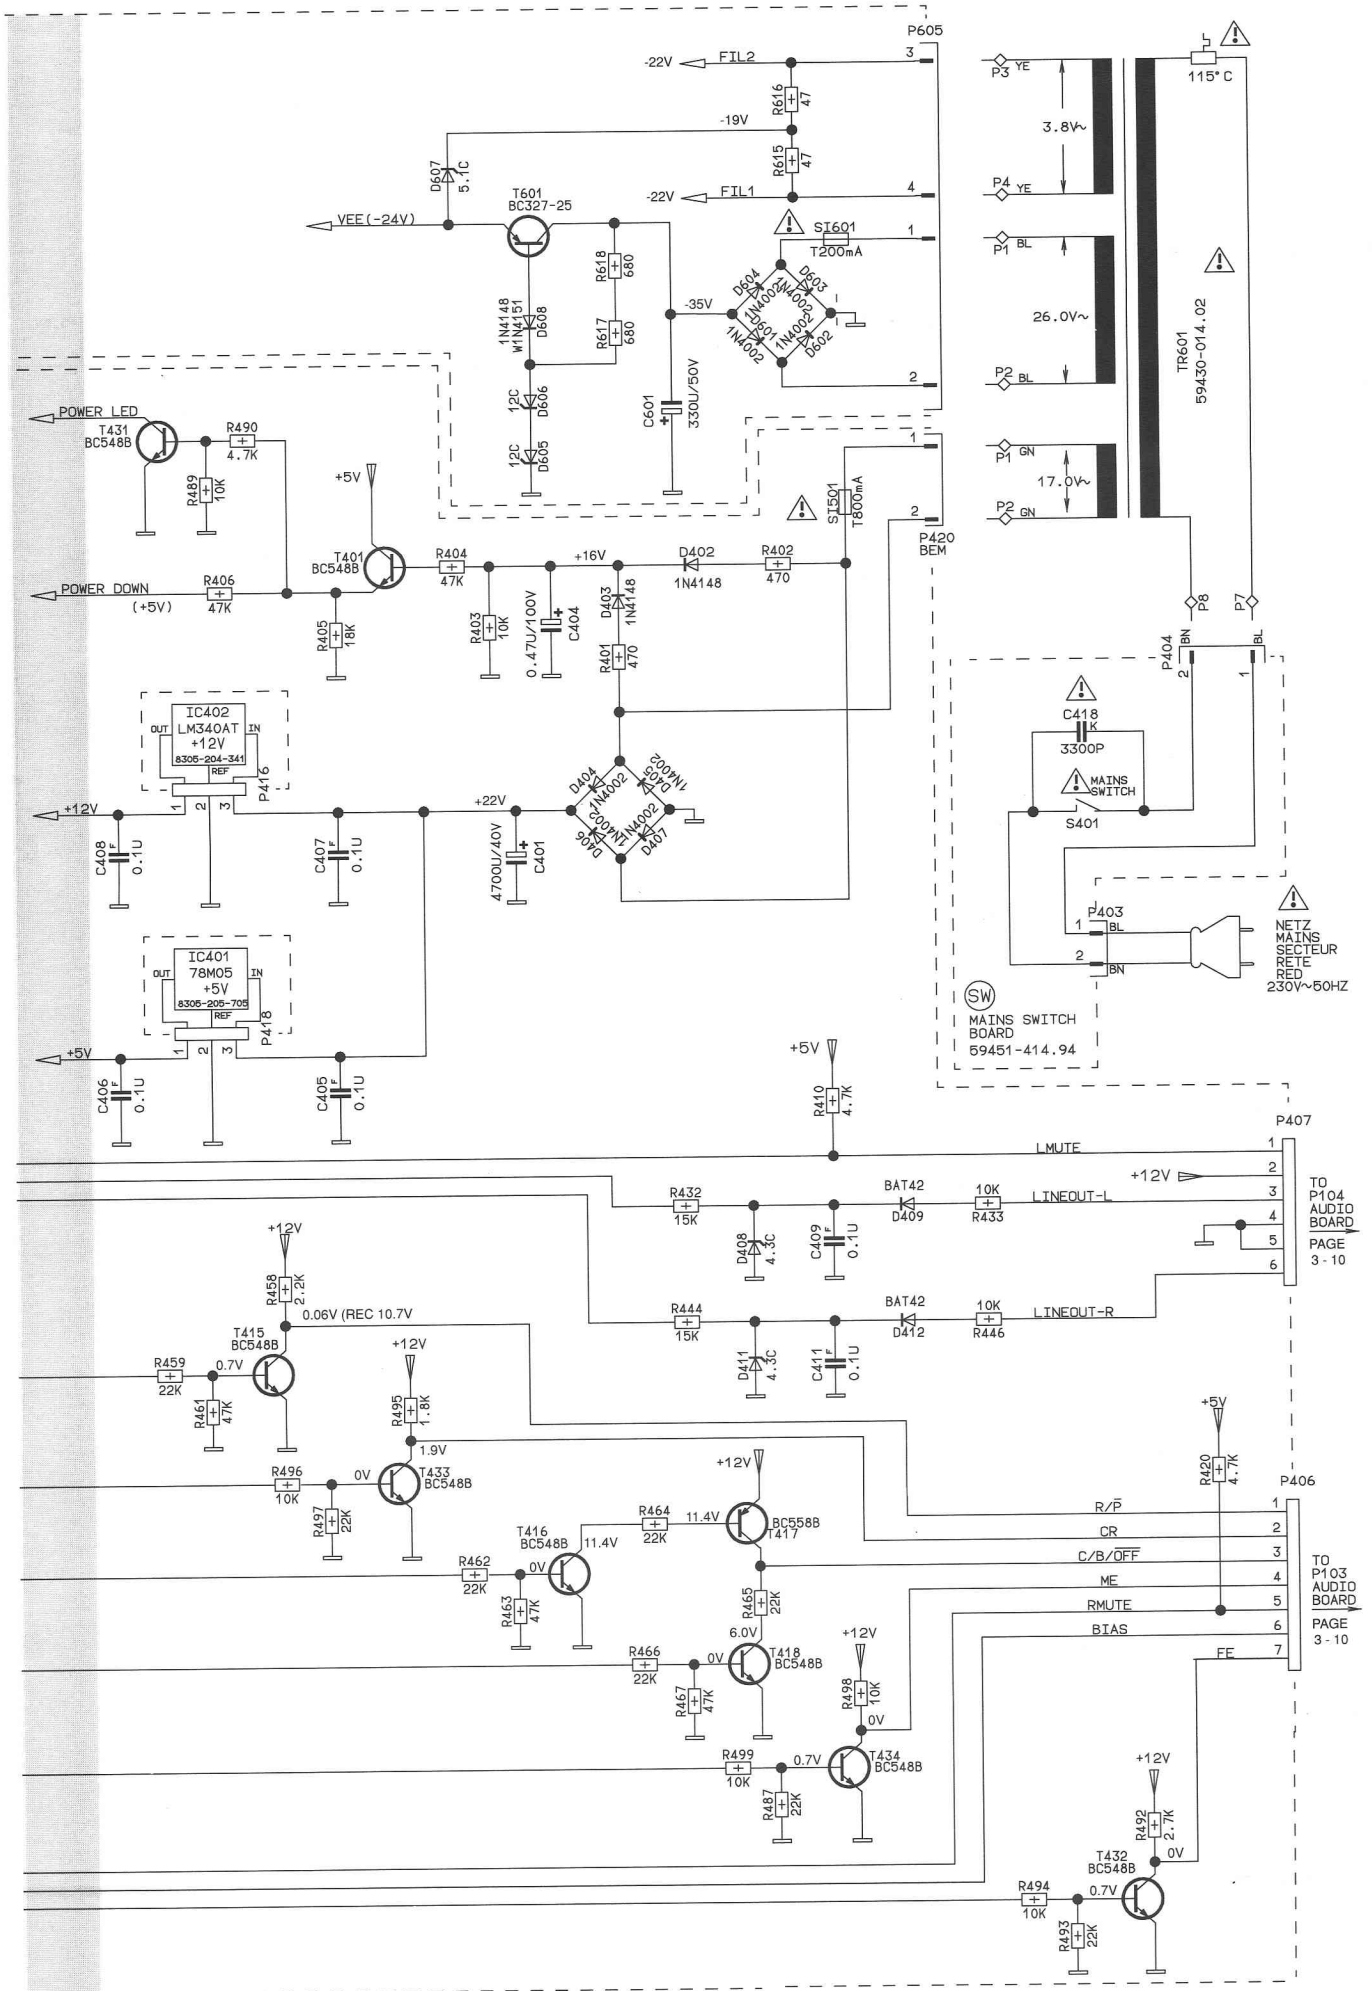 P605
-22V FIL2 3
P3 YE
115°C
R616 47
3.8V~
-19V
D607 5.1C
R615 47
T601
BC327-25
-22V FIL1 4
P4 YE
VEE(-24V)
SI601
T200mA
1
P1 BL
R618 680
D604 1N4002
D603 1N4002
-35V
26.0V~
TR601
59430-014.02
1N4148
W1N4151
D608
R617 680
D601 1N4002
D602 1N4002
2
P2 BL
12C D606
C601 330U/50V
POWER LED
T431
BC548B
R490
4.7K
1
P1 GN
12C D605
R489 10K
+5V
SI501 T800mA
17.0V~
2
P2 GN
P420
BEM
T401
BC548B
R404
47K
+16V
D402
1N4148
R402
470
POWER DOWN
(+5V)
R406
47K
R405 18K
R403 10K
0.47U/100V C404
D403 1N4148
P8
P7
R401 470
P404
BN
BL
2
1
IC402
LM340AT
+12V
8305-204-341
OUT
IN
REF
P416
1 2 3
C418
K
3300P
D404 1N4002
D405 1N4002
MAINS
SWITCH
S401
+12V
+22V
C408 F 0.1U
C407 F 0.1U
4700U/40V C401
D406 1N4002
D407 1N4002
P403
1 BL
2 BN
NETZ
MAINS
SECTEUR
RETE
RED
230V~50HZ
IC401
78M05
+5V
8305-205-705
OUT
IN
REF
P418
1 2 3
SW
MAINS SWITCH
BOARD
59451-414.94
+5V
C406 F 0.1U
C405 F 0.1U
+5V
R410 4.7K
P407
LMUTE 1
+12V 2
R432
15K
BAT42
D409
10K
R433
LINEOUT-L 3
4
5
6
TO
P104
AUDIO
BOARD
PAGE
3-10
D408 4.3C
C409 F 0.1U
+12V
R458 2.2K
0.06V (REC 10.7V
R444
15K
BAT42
D412
10K
R446
LINEOUT-R
T415
BC548B
+12V
D411 4.3C
C411 F 0.1U
R459
22K
0.7V
R461 47K
R495 1.8K
+5V
1.9V
R420 4.7K
R496
10K
0V
T433
BC548B
+12V
P406
R497 22K
R464
22K
11.4V
BC558B
T417
R/P̅ 1
T416
BC548B
11.4V
CR 2
C/B/O̅F̅F̅ 3
R462
22K
0V
ME 4
R463 47K
R465 22K
RMUTE 5
BIAS 6
FE 7
TO
P103
AUDIO
BOARD
PAGE
3-10
6.0V
+12V
R466
22K
0V
T418
BC548B
R467 47K
R498 10K
0V
R499
10K
0.7V
T434
BC548B
+12V
R487 22K
R492 2.7K
T432
BC548B
0V
R494
10K
0.7V
R493 22K